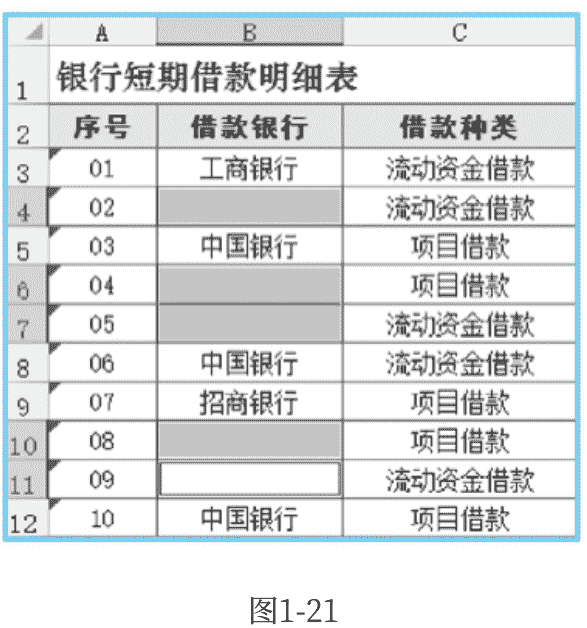 A B C
1 银行短期借款明细表
2 序号 借款银行 借款种类
3 01 工商银行 流动资金借款
4 02 流动资金借款
5 03 中国银行 项目借款
6 04 项目借款
7 05 流动资金借款
8 06 中国银行 流动资金借款
9 07 招商银行 项目借款
10 08 项目借款
11 09 流动资金借款
12 10 中国银行 项目借款
图1-21